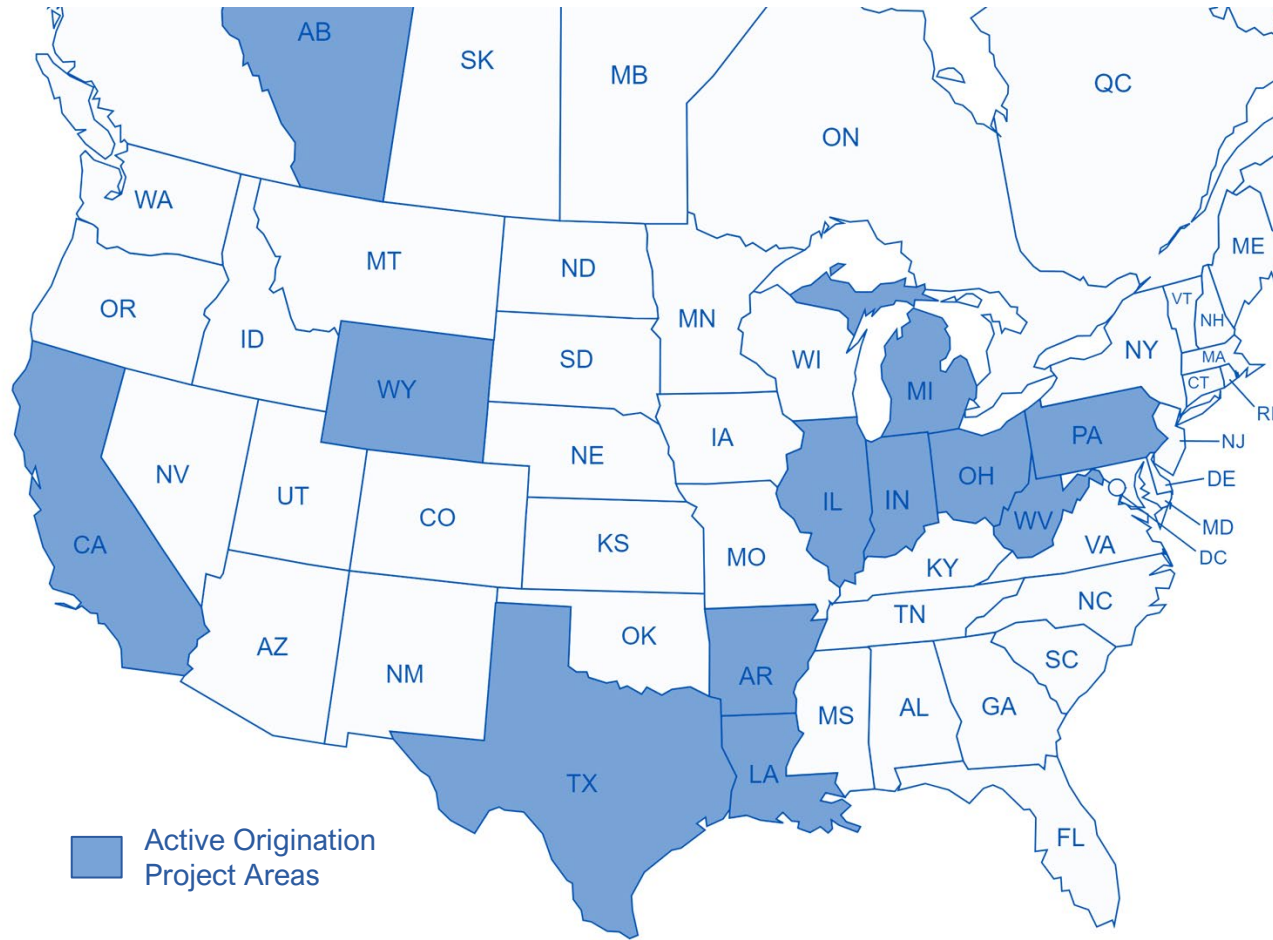 AB
SK
MB
QC
ON
WA
ME
MT
ND
OR
VT
MN
NH
ID
NY
SD
WI
MA
WY
MI
CT
RI
IA
PA
NJ
NE
NV
OH
DE
UT
IL
IN
CO
WV
MD
KS
CA
VA
MO
DC
KY
NC
TN
OK
AZ
SC
NM
AR
GA
AL
MS
LA
TX
FL
Active Origination
Project Areas